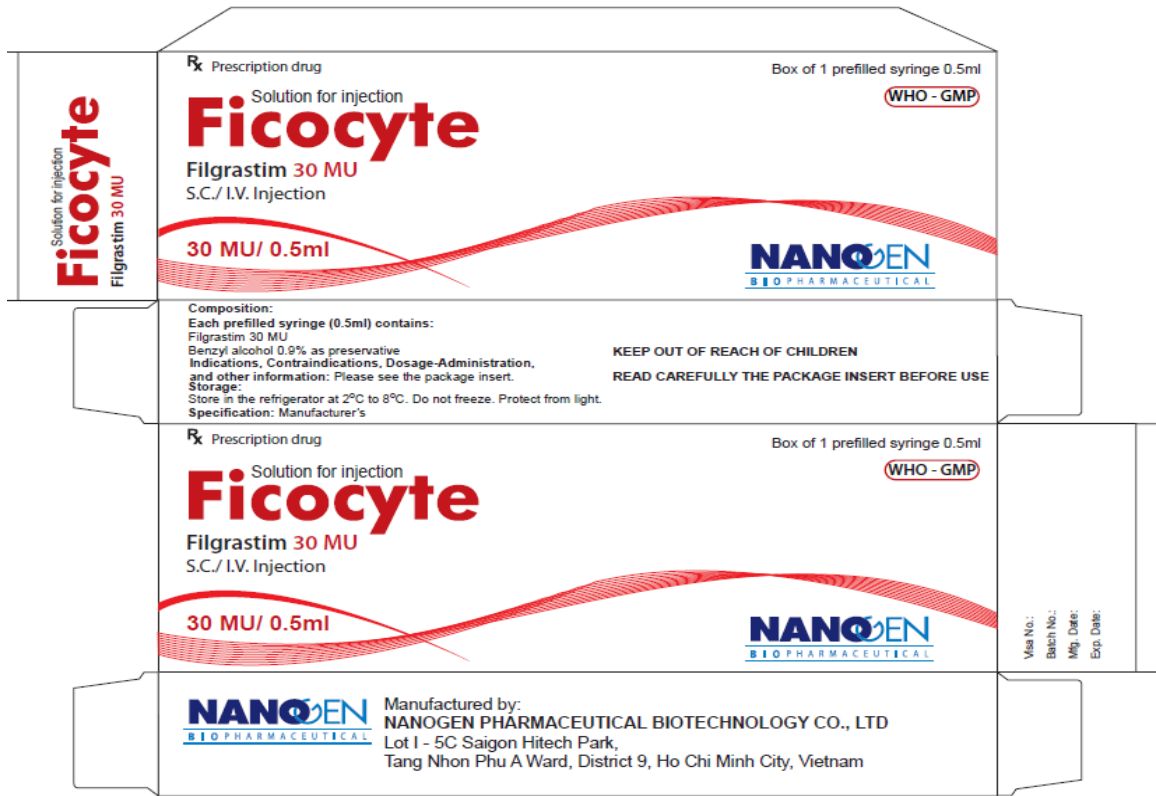 Solution for injection
Ficocyte
Filgrastim 30 MU
Rx Prescription drug
Box of 1 prefilled syringe 0.5ml
WHO - GMP
Solution for injection
Ficocyte
Filgrastim 30 MU
S.C./ I.V. Injection
30 MU/ 0.5ml
NANOGEN
BIOPHARMACEUTICAL
Composition:
Each prefilled syringe (0.5ml) contains:
Filgrastim 30 MU
Benzyl alcohol 0.9% as preservative
Indications, Contraindications, Dosage-Administration,
and other information: Please see the package insert.
Storage:
Store in the refrigerator at 2°C to 8°C. Do not freeze. Protect from light.
Specification: Manufacturer's
KEEP OUT OF REACH OF CHILDREN
READ CAREFULLY THE PACKAGE INSERT BEFORE USE
Rx Prescription drug
Box of 1 prefilled syringe 0.5ml
WHO - GMP
Solution for injection
Ficocyte
Filgrastim 30 MU
S.C./ I.V. Injection
30 MU/ 0.5ml
NANOGEN
BIOPHARMACEUTICAL
Visa No.:
Batch No.:
Mfg. Date:
Exp. Date:
NANOGEN
BIOPHARMACEUTICAL
Manufactured by:
NANOGEN PHARMACEUTICAL BIOTECHNOLOGY CO., LTD
Lot I - 5C Saigon Hitech Park,
Tang Nhon Phu A Ward, District 9, Ho Chi Minh City, Vietnam